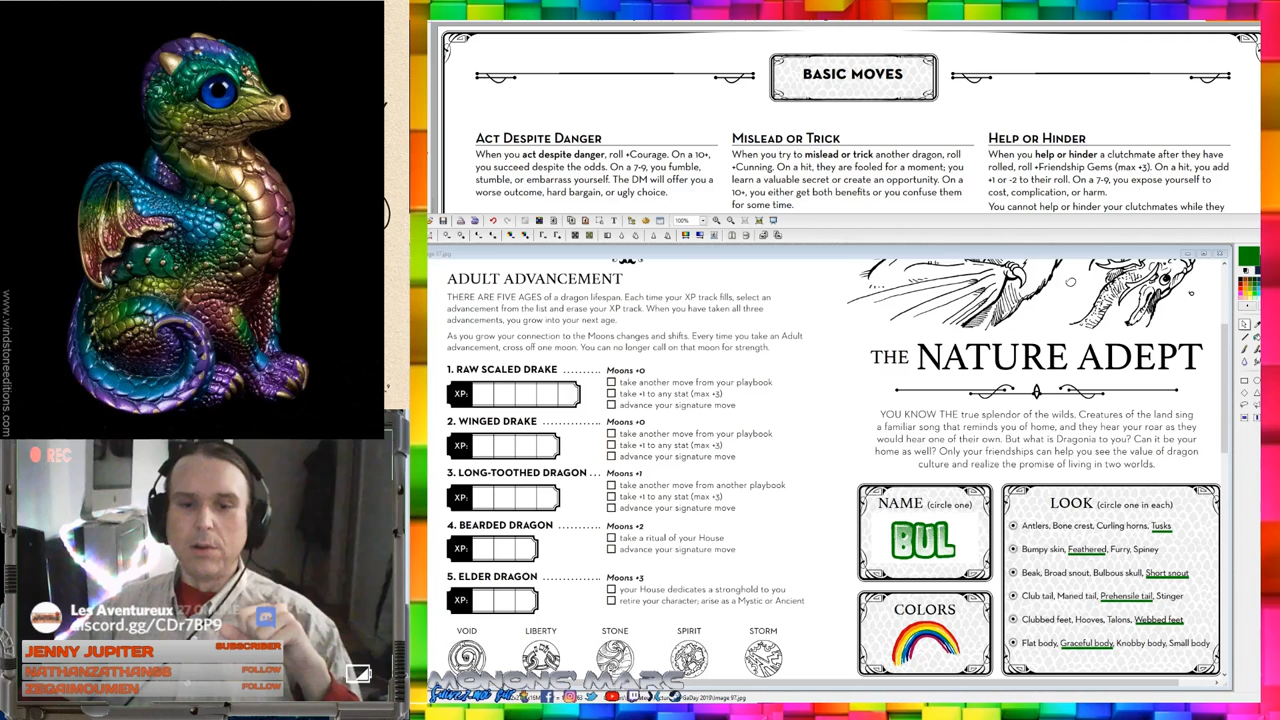 www.windstoneeditions.com
BASIC MOVES
ACT DESPITE DANGER
When you act despite danger, roll +Courage. On a 10+,
you succeed despite the odds. On a 7-9, you fumble,
stumble, or embarrass yourself. The DM will offer you a
worse outcome, hard bargain, or ugly choice.
MISLEAD OR TRICK
When you try to mislead or trick another dragon, roll
+Cunning. On a hit, they are fooled for a moment; you
learn a valuable secret or create an opportunity. On a
10+, you either get both benefits or you confuse them
for some time.
HELP OR HINDER
When you help or hinder a clutchmate after they have
rolled, roll +Friendship Gems (max +3). On a hit, you add
+1 or -2 to their roll. On a 7-9, you expose yourself to
cost, complication, or harm.
You cannot help or hinder your clutchmates while they
100%
97.jpg
ADULT ADVANCEMENT
THERE ARE FIVE AGES of a dragon lifespan. Each time your XP track fills, select an
advancement from the list and erase your XP track. When you have taken all three
advancements, you grow into your next age.
As you grow your connection to the Moons changes and shifts. Every time you take an Adult
advancement, cross off one moon. You can no longer call on that moon for strength.
1. RAW SCALED DRAKE .......... Moons +0
XP:
take another move from your playbook
take +1 to any stat (max +3)
advance your signature move
2. WINGED DRAKE ............... Moons +0
XP:
take another move from your playbook
take +1 to any stat (max +3)
advance your signature move
3. LONG-TOOTHED DRAGON ... Moons +1
XP:
take another move from another playbook
take +1 to any stat (max +3)
advance your signature move
4. BEARDED DRAGON ........... Moons +2
XP:
take a ritual of your House
advance your signature move
5. ELDER DRAGON ............... Moons +3
XP:
your House dedicates a stronghold to you
retire your character; arise as a Mystic or Ancient
VOID LIBERTY STONE SPIRIT STORM
THE NATURE ADEPT
YOU KNOW THE true splendor of the wilds. Creatures of the land sing
a familiar song that reminds you of home, and they hear your roar as they
would hear one of their own. But what is Dragonia to you? Can it be your
home as well? Only your friendships can help you see the value of dragon
culture and realize the promise of living in two worlds.
NAME (circle one)
BUL
COLORS
LOOK (circle one in each)
Antlers, Bone crest, Curling horns, Tusks
Bumpy skin, Feathered, Furry, Spiney
Beak, Broad snout, Bulbous skull, Short snout
Club tail, Maned tail, Prehensile tail, Stinger
Clubbed feet, Hooves, Talons, Webbed feet
Flat body, Graceful body, Knobby body, Small body
REC
Les Aventureux
discord.gg/CDr7BP9
JENNY JUPITER SUBSCRIBER
NATHANZATHAN68 FOLLOW
ZEGAIMOUMEN FOLLOW